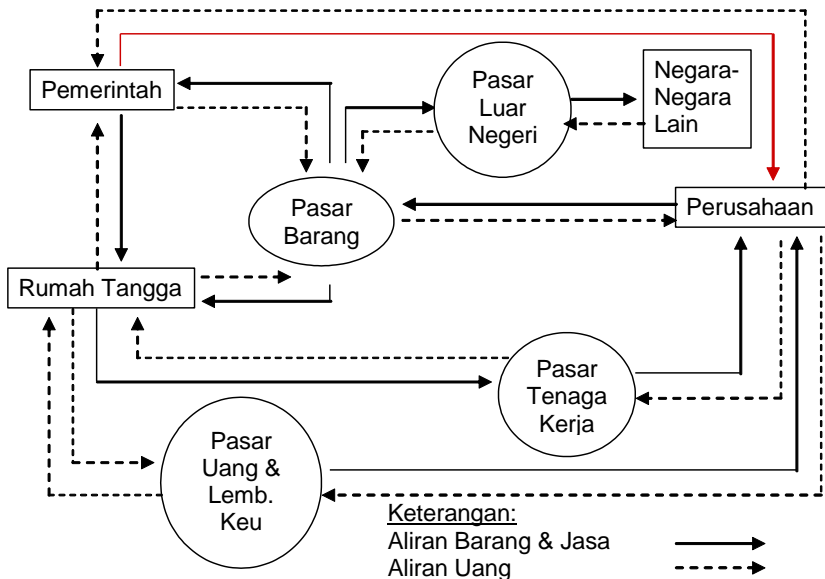 Pemerintah
Pasar
Luar
Negeri
Negara-
Negara
Lain
Pasar
Barang
Perusahaan
Rumah Tangga
Pasar
Tenaga
Kerja
Pasar
Uang &
Lemb.
Keu
Keterangan:
Aliran Barang & Jasa
Aliran Uang